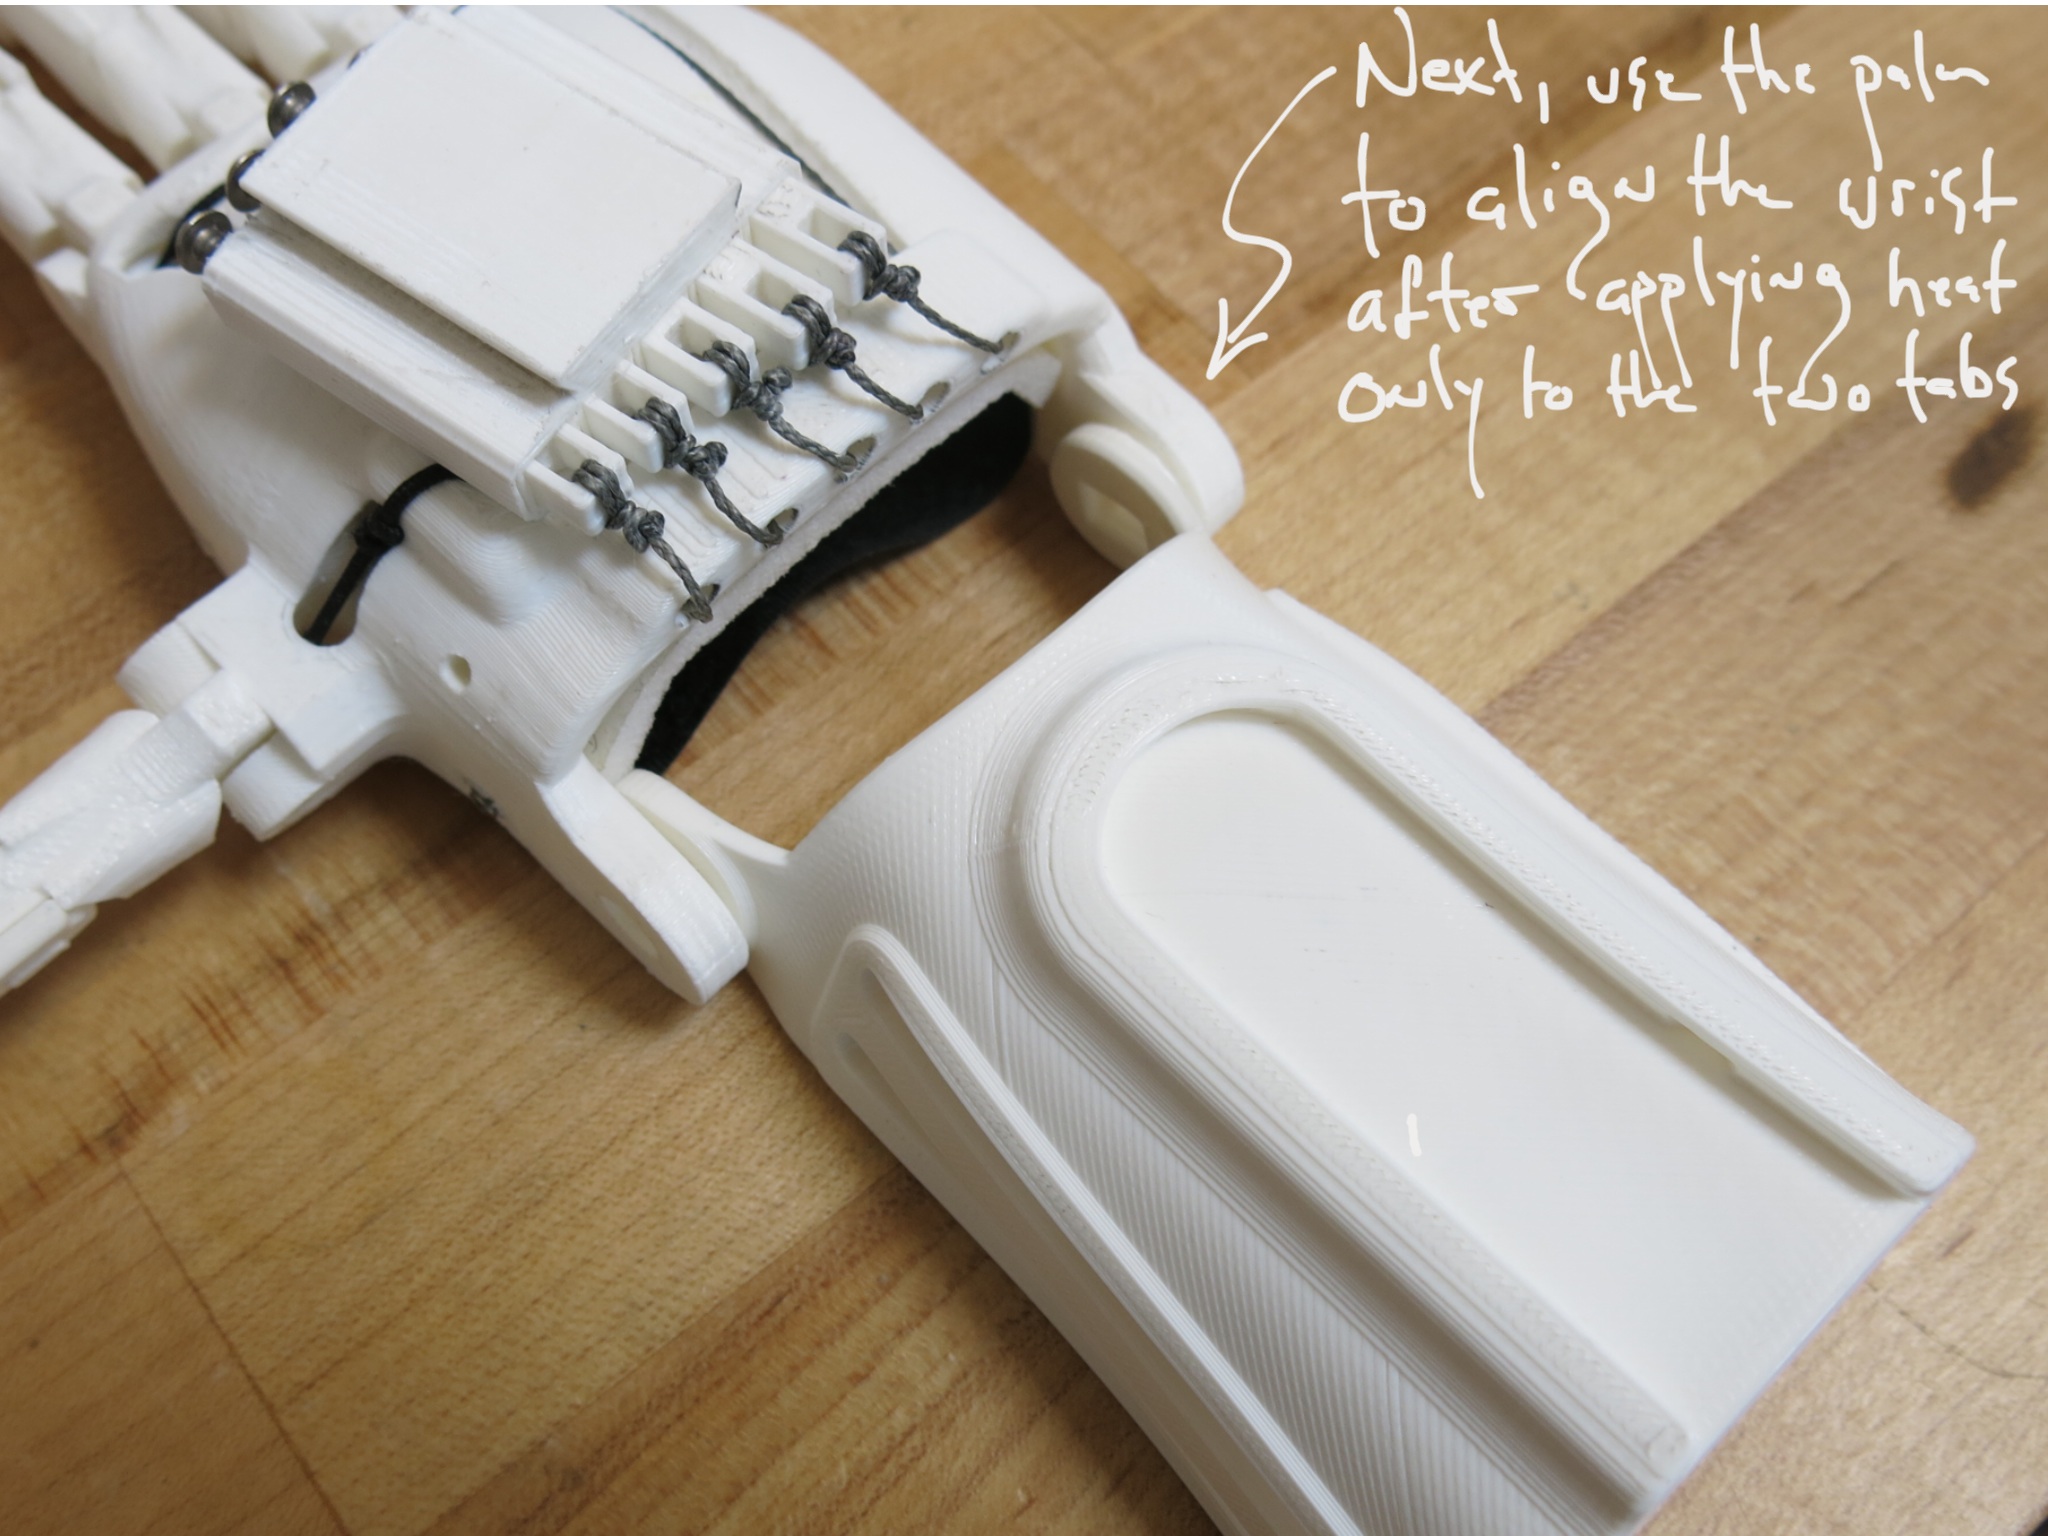 Next, use the palm
to align the wrist
after applying heat
only to the two tabs